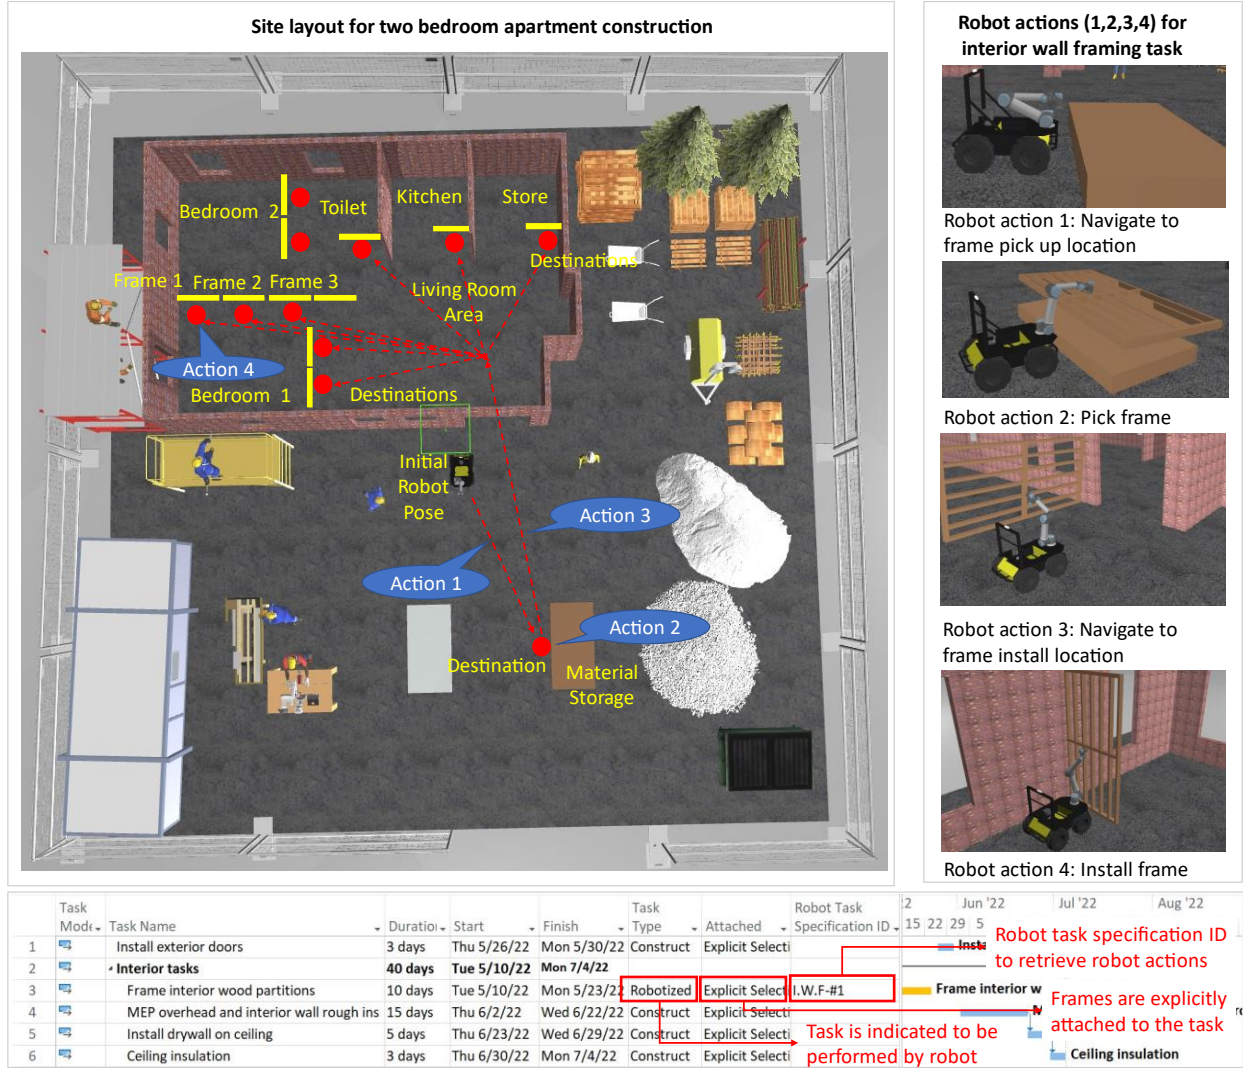 Site layout for two bedroom apartment construction
Bedroom 2
Toilet
Kitchen
Store
Destinations
Frame 1
Frame 2
Frame 3
Living Room
Area
Action 4
Bedroom 1
Destinations
Initial
Robot
Pose
Action 3
Action 1
Action 2
Destination
Material
Storage
Robot actions (1,2,3,4) for
interior wall framing task
Robot action 1: Navigate to
frame pick up location
Robot action 2: Pick frame
Robot action 3: Navigate to
frame install location
Robot action 4: Install frame
Task Mode Task Name Duration Start Finish Task Type Attached Robot Task Specification ID
2 Jun '22 Jul '22 Aug '22
15 22 29 5
1 Install exterior doors 3 days Thu 5/26/22 Mon 5/30/22 Construct Explicit Selecti
2 Interior tasks 40 days Tue 5/10/22 Mon 7/4/22
3 Frame interior wood partitions 10 days Tue 5/10/22 Mon 5/23/22 Robotized Explicit Select I.W.F-#1
4 MEP overhead and interior wall rough ins 15 days Thu 6/2/22 Wed 6/22/22 Construct Explicit Selecti
5 Install drywall on ceiling 5 days Thu 6/23/22 Wed 6/29/22 Construct Explicit Selecti
6 Ceiling insulation 3 days Thu 6/30/22 Mon 7/4/22 Construct Explicit Selecti
Insta
Robot task specification ID
to retrieve robot actions
Frame interior w
Frames are explicitly
attached to the task
Task is indicated to be
performed by robot
Ceiling insulation